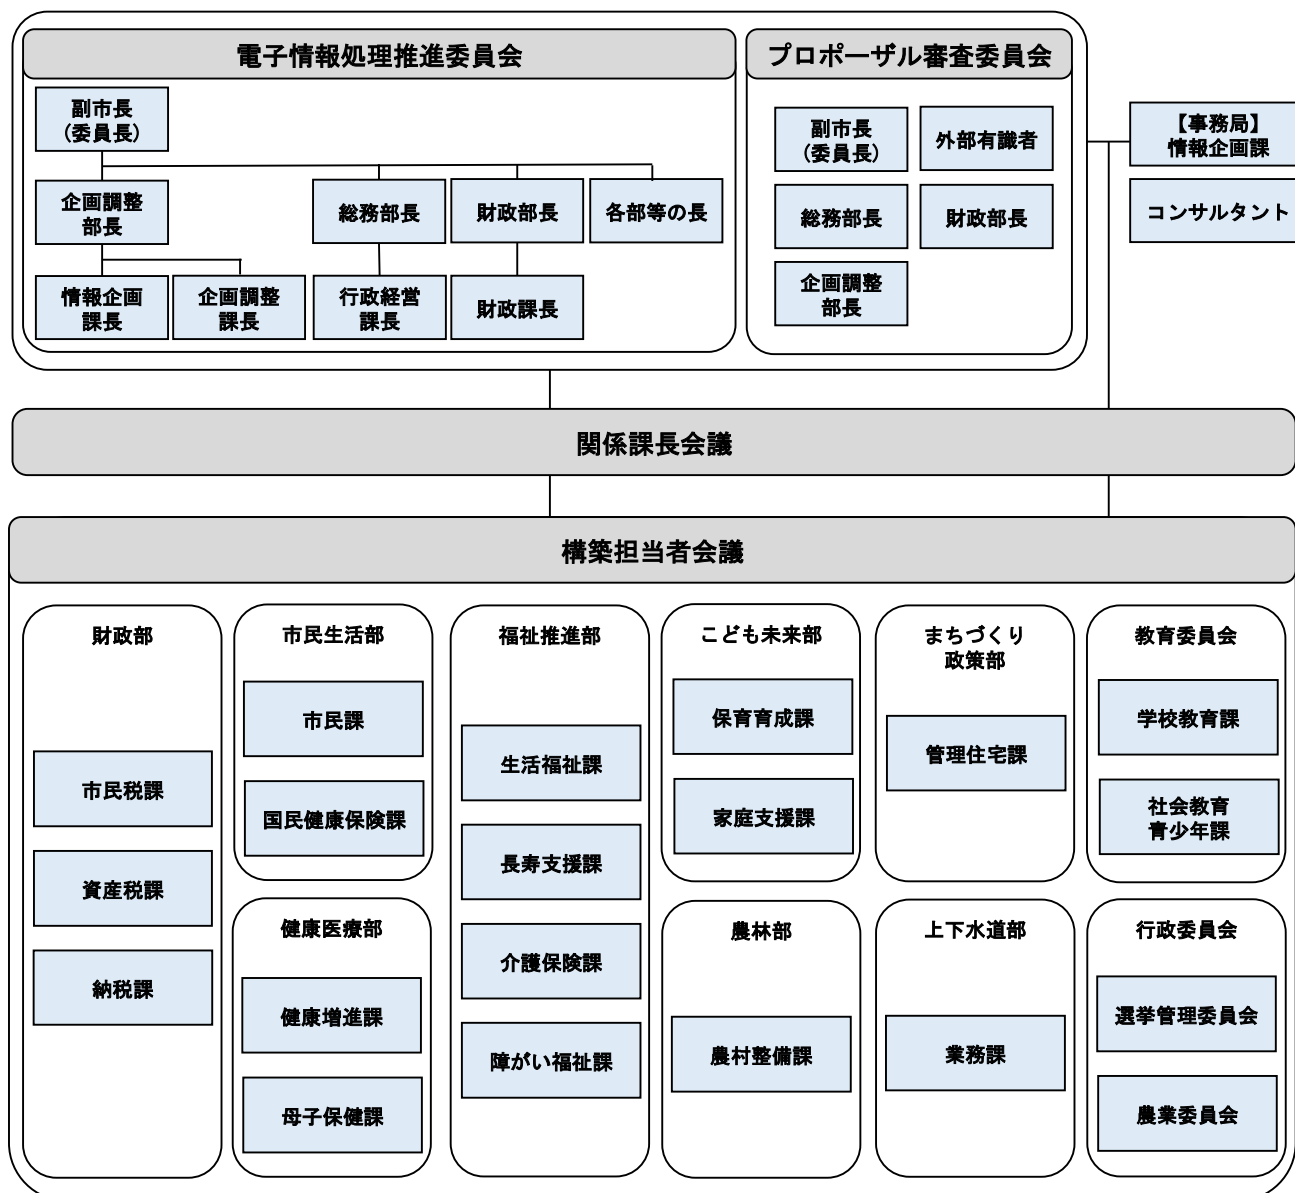 電子情報処理推進委員会
副市長
（委員長）
企画調整
部長
総務部長
財政部長
各部等の長
情報企画
課長
企画調整
課長
行政経営
課長
財政課長
プロポーザル審査委員会
副市長
（委員長）
外部有識者
総務部長
財政部長
企画調整
部長
【事務局】
情報企画課
コンサルタント
関係課長会議
構築担当者会議
財政部
市民税課
資産税課
納税課
市民生活部
市民課
国民健康保険課
健康医療部
健康増進課
母子保健課
福祉推進部
生活福祉課
長寿支援課
介護保険課
障がい福祉課
こども未来部
保育育成課
家庭支援課
農林部
農村整備課
まちづくり
政策部
管理住宅課
上下水道部
業務課
教育委員会
学校教育課
社会教育
青少年課
行政委員会
選挙管理委員会
農業委員会